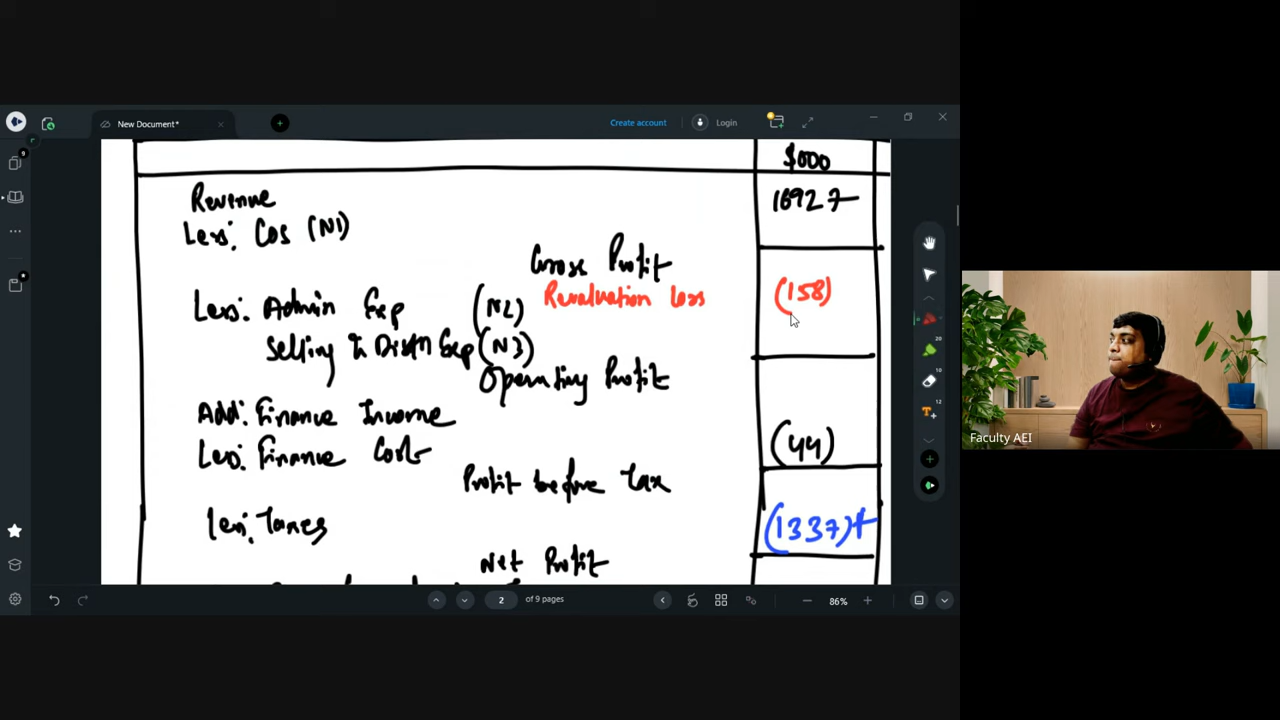 New Document*
Create account
Login
$000
Revenue 16927
Less: Cos (N1)
Gross Profit
Revaluation Loss (158)
Less: Admin Exp (N2)
Selling & Distn Exp (N3)
Operating Profit
Add: Finance Income
Less: Finance Cost (44)
Profit before Tax
Less: Taxes (1337)
Net Profit
2 of 9 pages
86%
Faculty AEI